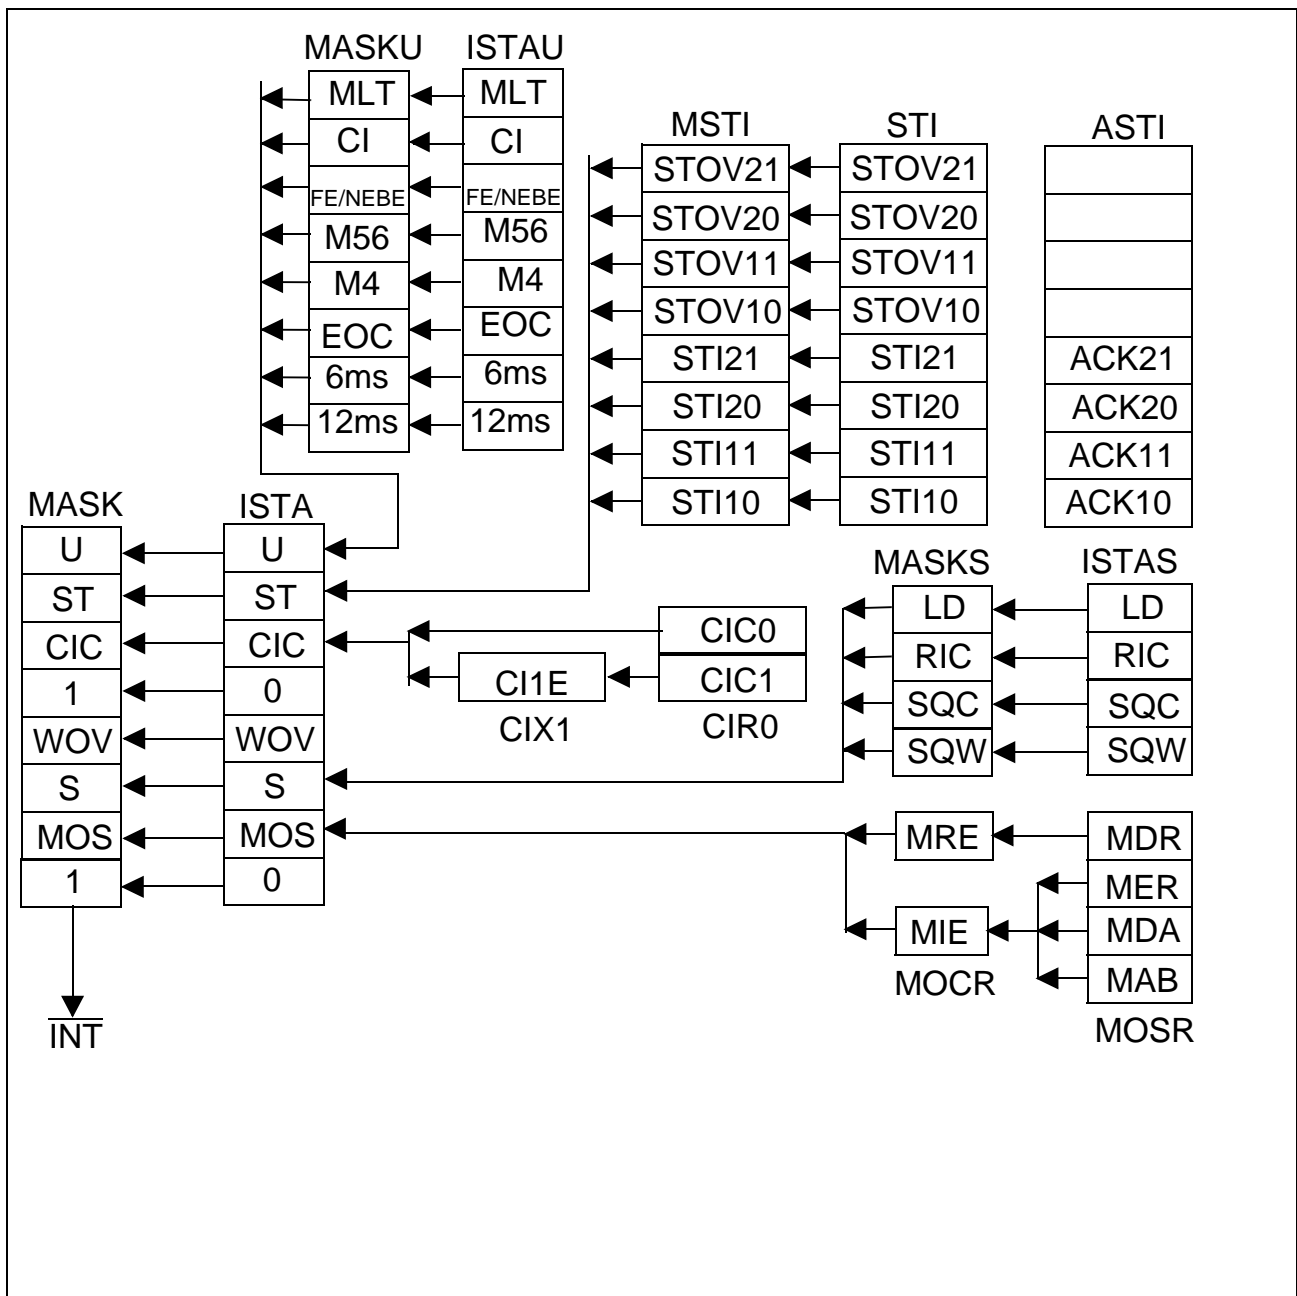 MASKU
MLT
CI
FE/NEBE
M56
M4
EOC
6ms
12ms
ISTAU
MLT
CI
FE/NEBE
M56
M4
EOC
6ms
12ms
MSTI
STOV21
STOV20
STOV11
STOV10
STI21
STI20
STI11
STI10
STI
STOV21
STOV20
STOV11
STOV10
STI21
STI20
STI11
STI10
ASTI
ACK21
ACK20
ACK11
ACK10
MASK
U
ST
CIC
1
WOV
S
MOS
1
INT
ISTA
U
ST
CIC
0
WOV
S
MOS
0
CI1E
CIX1
CIC0
CIC1
CIR0
MASKS
LD
RIC
SQC
SQW
ISTAS
LD
RIC
SQC
SQW
MRE
MIE
MOCR
MDR
MER
MDA
MAB
MOSR